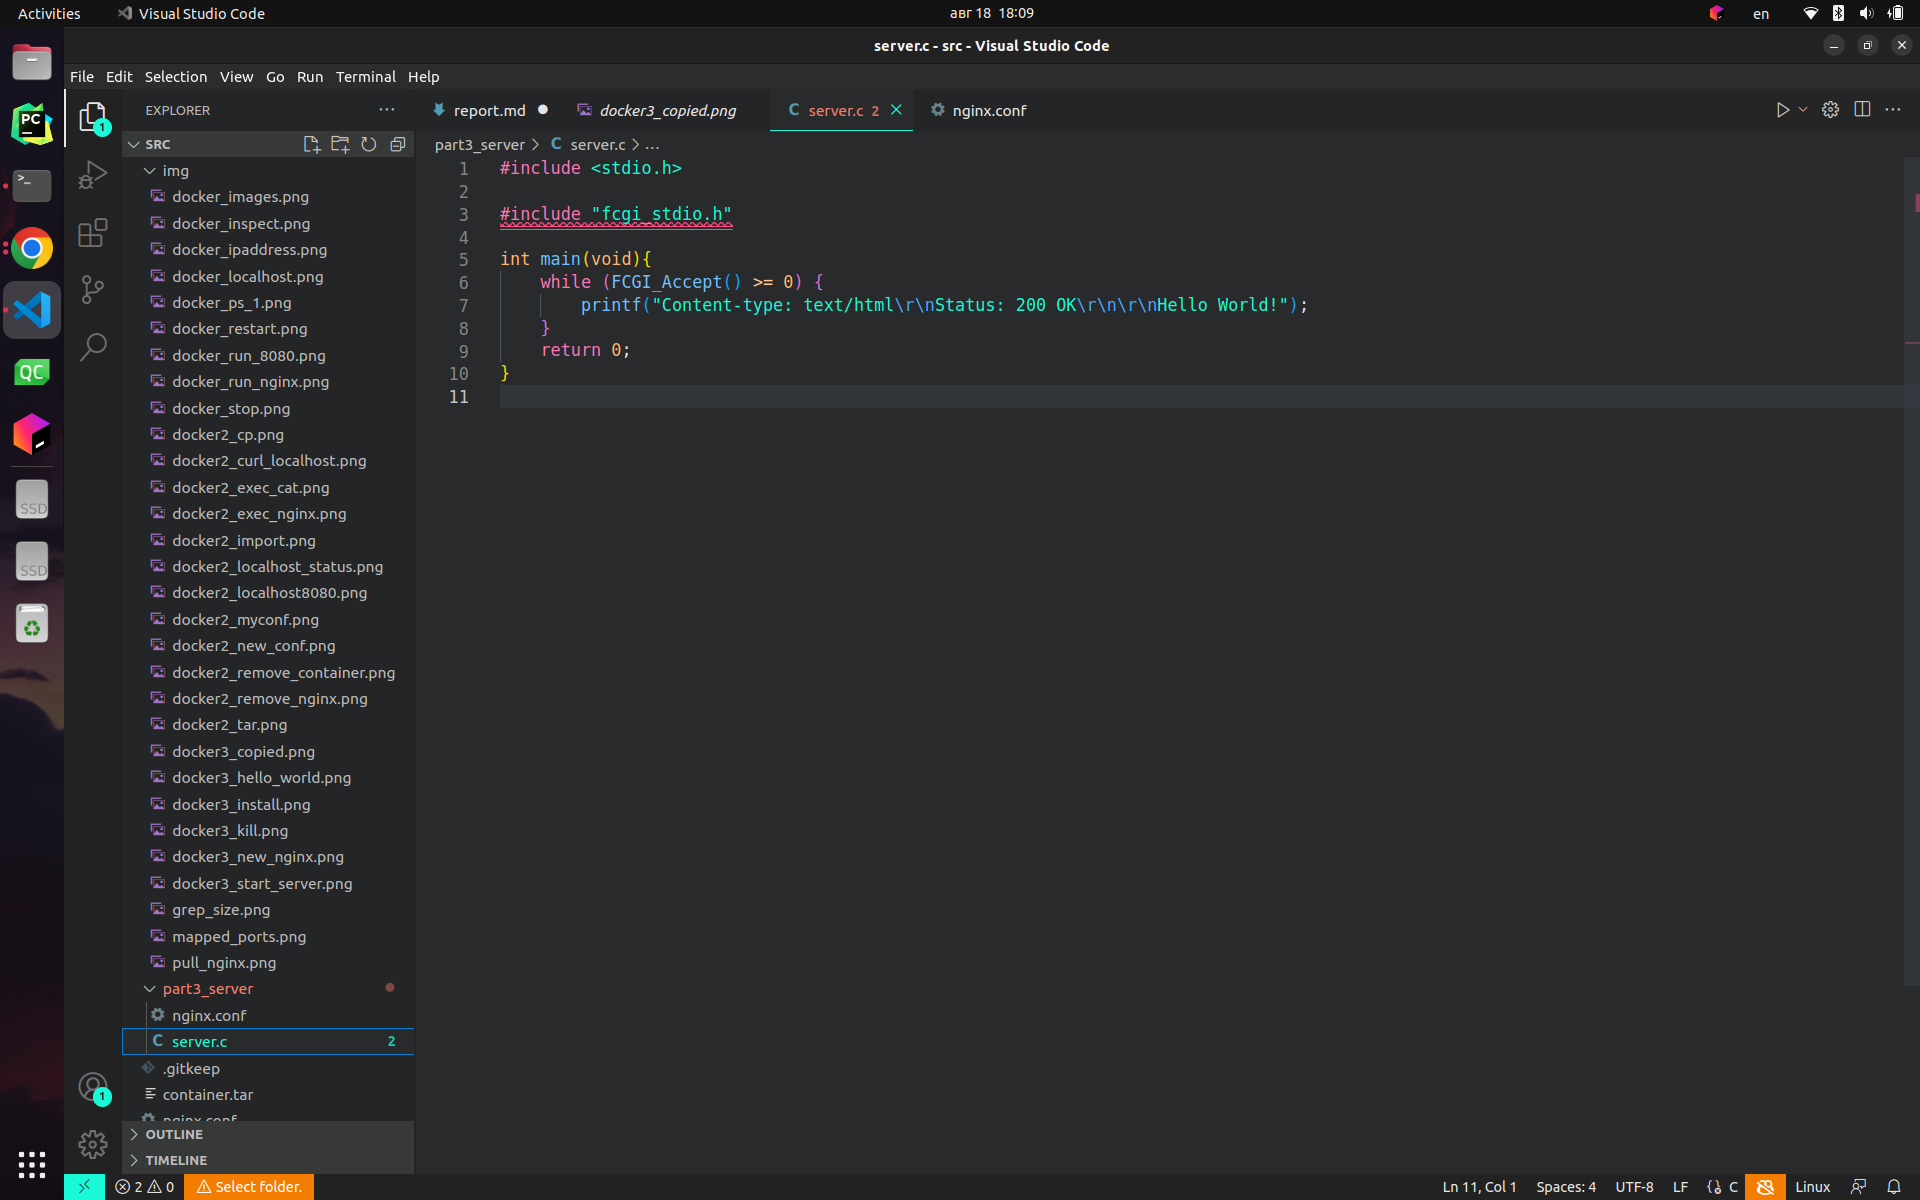 Activities Visual Studio Code авг 18 18:09 en
server.c - src - Visual Studio Code
File Edit Selection View Go Run Terminal Help
EXPLORER
report.md docker3_copied.png server.c 2 nginx.conf
SRC
part3_server > server.c > ...
img
docker_images.png
docker_inspect.png
docker_ipaddress.png
docker_localhost.png
docker_ps_1.png
docker_restart.png
docker_run_8080.png
docker_run_nginx.png
docker_stop.png
docker2_cp.png
docker2_curl_localhost.png
docker2_exec_cat.png
docker2_exec_nginx.png
docker2_import.png
docker2_localhost_status.png
docker2_localhost8080.png
docker2_myconf.png
docker2_new_conf.png
docker2_remove_container.png
docker2_remove_nginx.png
docker2_tar.png
docker3_copied.png
docker3_hello_world.png
docker3_install.png
docker3_kill.png
docker3_new_nginx.png
docker3_start_server.png
grep_size.png
mapped_ports.png
pull_nginx.png
part3_server
nginx.conf
server.c 2
.gitkeep
container.tar
nginx.conf
OUTLINE
TIMELINE
1 #include <stdio.h>
2
3 #include "fcgi_stdio.h"
4
5 int main(void){
6 while (FCGI_Accept() >= 0) {
7 printf("Content-type: text/html\r\nStatus: 200 OK\r\n\r\nHello World!");
8 }
9 return 0;
10 }
11
PC
QC
SSD
SSD
1
1
2 0 Select folder. Ln 11, Col 1 Spaces: 4 UTF-8 LF C Linux